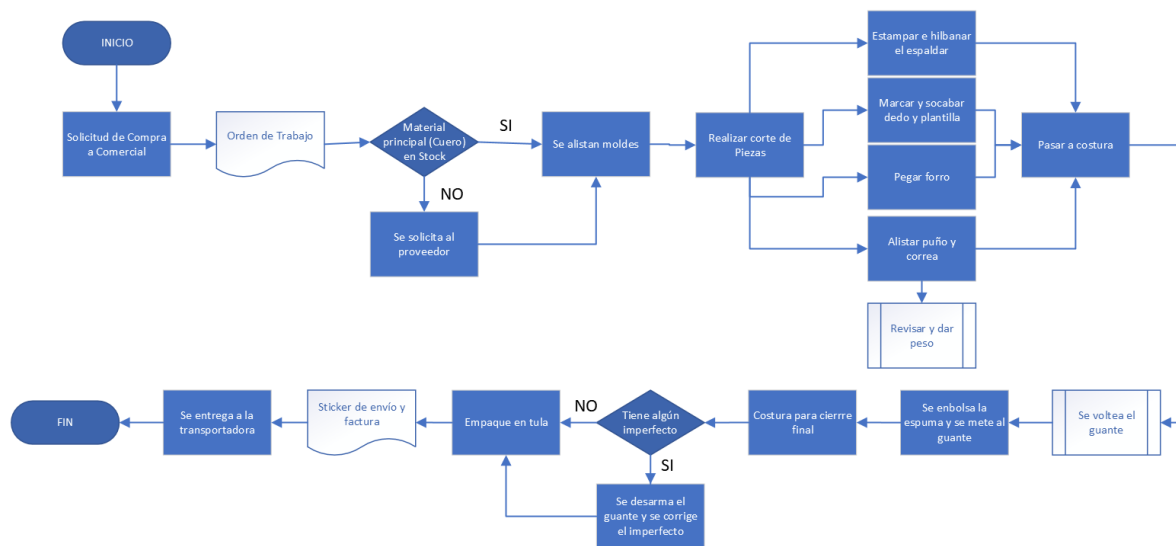 INICIO
Solicitud de Compra
a Comercial
Orden de Trabajo
Material
principal (Cuero)
en Stock
SI
NO
Se solicita al
proveedor
Se alistan moldes
Realizar corte de
Piezas
Estampar e hilbanar
el espaldar
Marcar y socabar
dedo y plantilla
Pegar forro
Alistar puño y
correa
Revisar y dar
peso
Pasar a costura
Se voltea el
guante
Se enbolsa la
espuma y se mete al
guante
Costura para cierrre
final
Tiene algún
imperfecto
NO
SI
Se desarma el
guante y se corrige
el imperfecto
Empaque en tula
Sticker de envío y
factura
Se entrega a la
transportadora
FIN